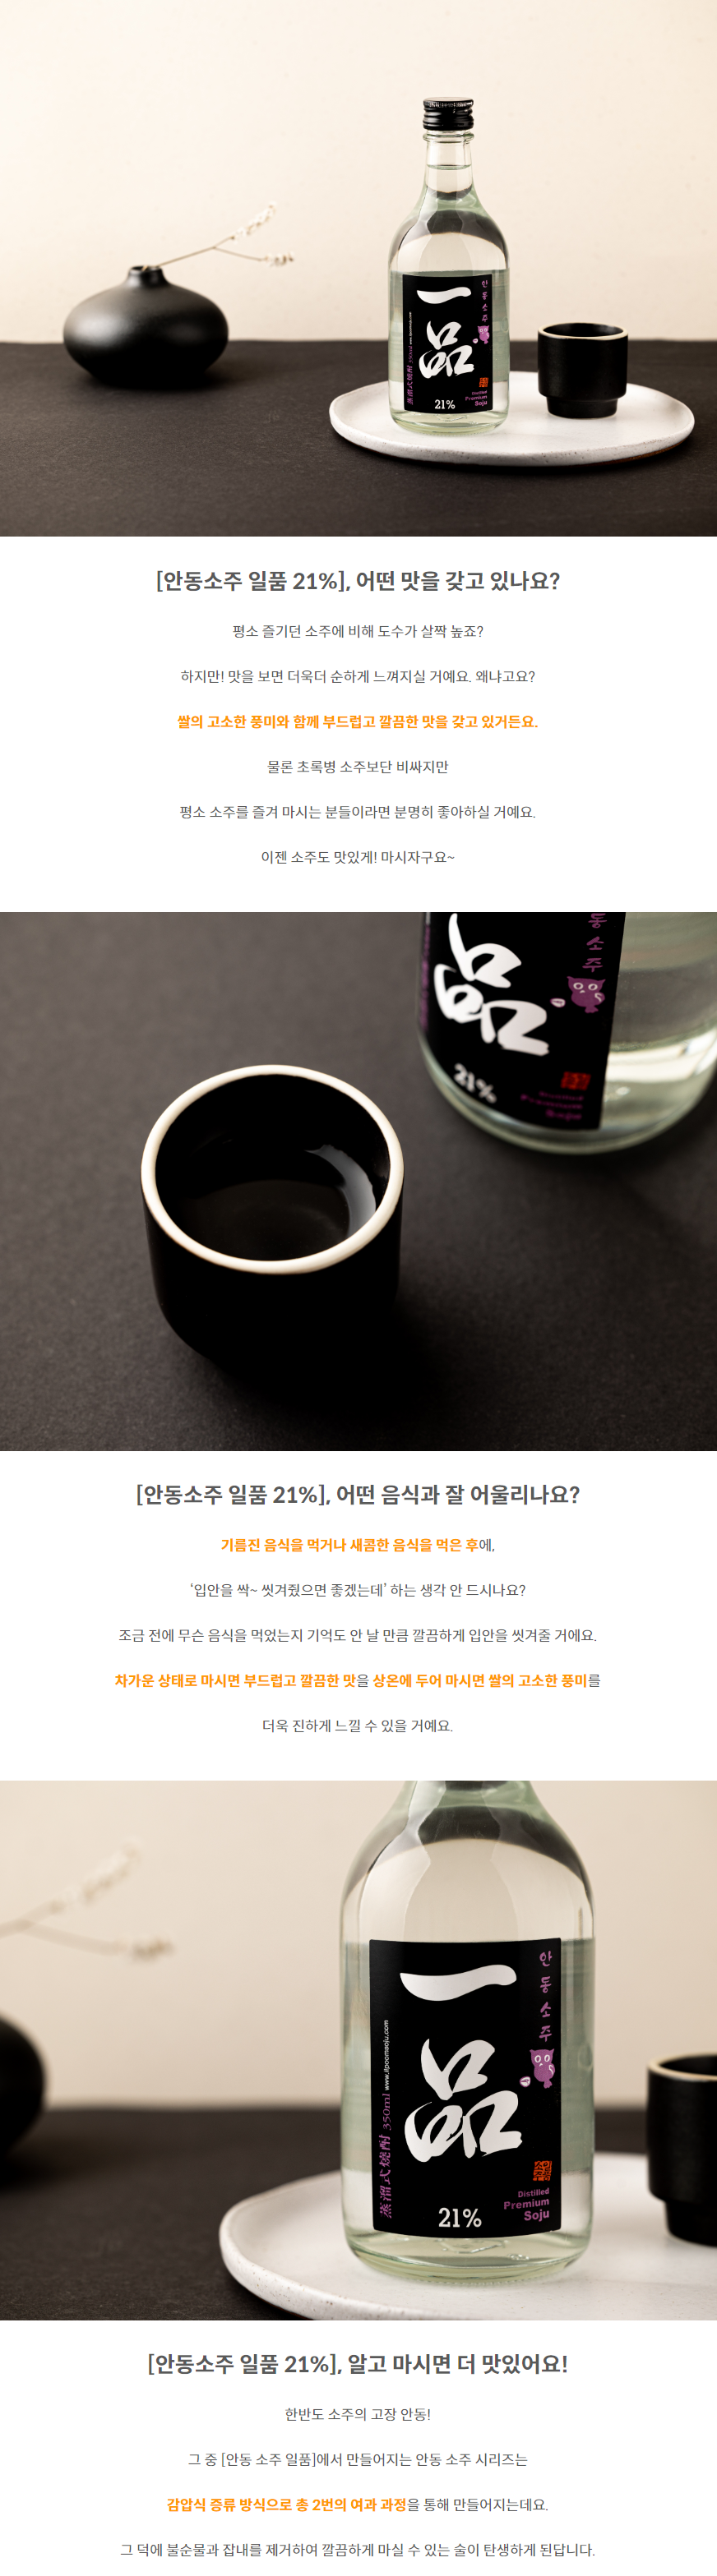 一品
안동소주
蒸溜式燒酎 350ml www.ilpoomsoju.com
21%
Distilled
Premium
Soju
[안동소주 일품 21%], 어떤 맛을 갖고 있나요?
평소 즐기던 소주에 비해 도수가 살짝 높죠?
하지만! 맛을 보면 더욱더 순하게 느껴지실 거예요. 왜냐고요?
쌀의 고소한 풍미와 함께 부드럽고 깔끔한 맛을 갖고 있거든요.
물론 초록병 소주보단 비싸지만
평소 소주를 즐겨 마시는 분들이라면 분명히 좋아하실 거예요.
이젠 소주도 맛있게! 마시자구요~
品
동소주
21%
Distilled
Premium
Soju
[안동소주 일품 21%], 어떤 음식과 잘 어울리나요?
기름진 음식을 먹거나 새콤한 음식을 먹은 후에,
‘입안을 싹~ 씻겨줬으면 좋겠는데’ 하는 생각 안 드시나요?
조금 전에 무슨 음식을 먹었는지 기억도 안 날 만큼 깔끔하게 입안을 씻겨줄 거에요.
차가운 상태로 마시면 부드럽고 깔끔한 맛을 상온에 두어 마시면 쌀의 고소한 풍미를
더욱 진하게 느낄 수 있을 거예요.
一品
안동소주
蒸溜式燒酎 350ml www.ilpoomsoju.com
21%
Distilled
Premium
Soju
[안동소주 일품 21%], 알고 마시면 더 맛있어요!
한반도 소주의 고장 안동!
그 중 [안동 소주 일품]에서 만들어지는 안동 소주 시리즈는
감압식 증류 방식으로 총 2번의 여과 과정을 통해 만들어지는데요.
그 덕에 불순물과 잡내를 제거하여 깔끔하게 마실 수 있는 술이 탄생하게 된답니다.